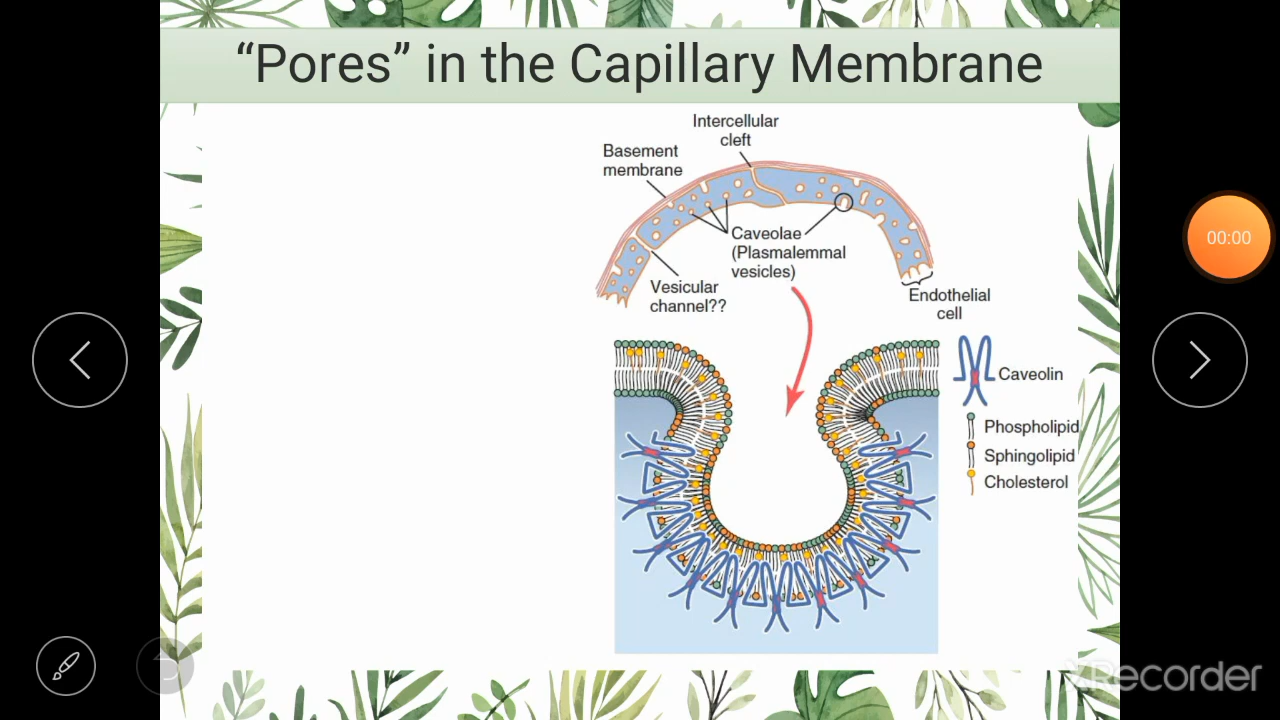 “Pores” in the Capillary Membrane
Intercellular
cleft
Basement
membrane
Caveolae
(Plasmalemmal
vesicles)
Vesicular
channel??
Endothelial
cell
Caveolin
Phospholipid
Sphingolipid
Cholesterol
00:00
XRecorder